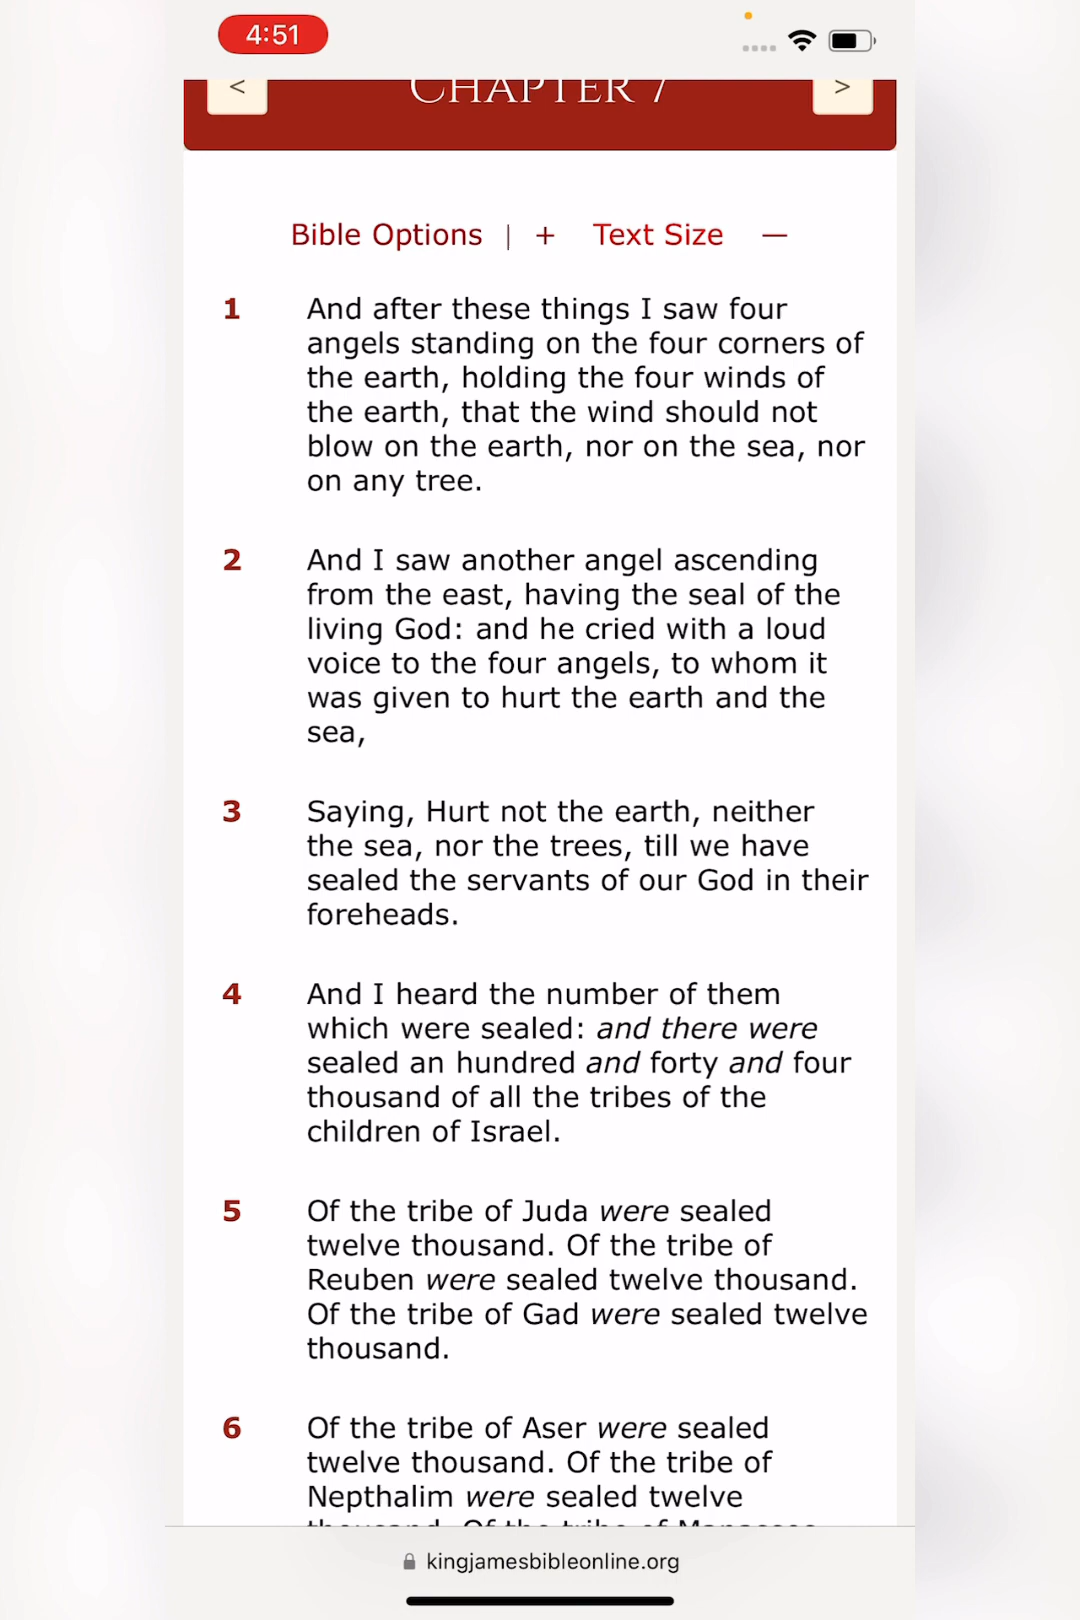 4:51
< CHAPTER 7 >
Bible Options | + Text Size —
1 And after these things I saw four
angels standing on the four corners of
the earth, holding the four winds of
the earth, that the wind should not
blow on the earth, nor on the sea, nor
on any tree.
2 And I saw another angel ascending
from the east, having the seal of the
living God: and he cried with a loud
voice to the four angels, to whom it
was given to hurt the earth and the
sea,
3 Saying, Hurt not the earth, neither
the sea, nor the trees, till we have
sealed the servants of our God in their
foreheads.
4 And I heard the number of them
which were sealed: and there were
sealed an hundred and forty and four
thousand of all the tribes of the
children of Israel.
5 Of the tribe of Juda were sealed
twelve thousand. Of the tribe of
Reuben were sealed twelve thousand.
Of the tribe of Gad were sealed twelve
thousand.
6 Of the tribe of Aser were sealed
twelve thousand. Of the tribe of
Nepthalim were sealed twelve
thousand. Of the tribe of Manasses
kingjamesbibleonline.org